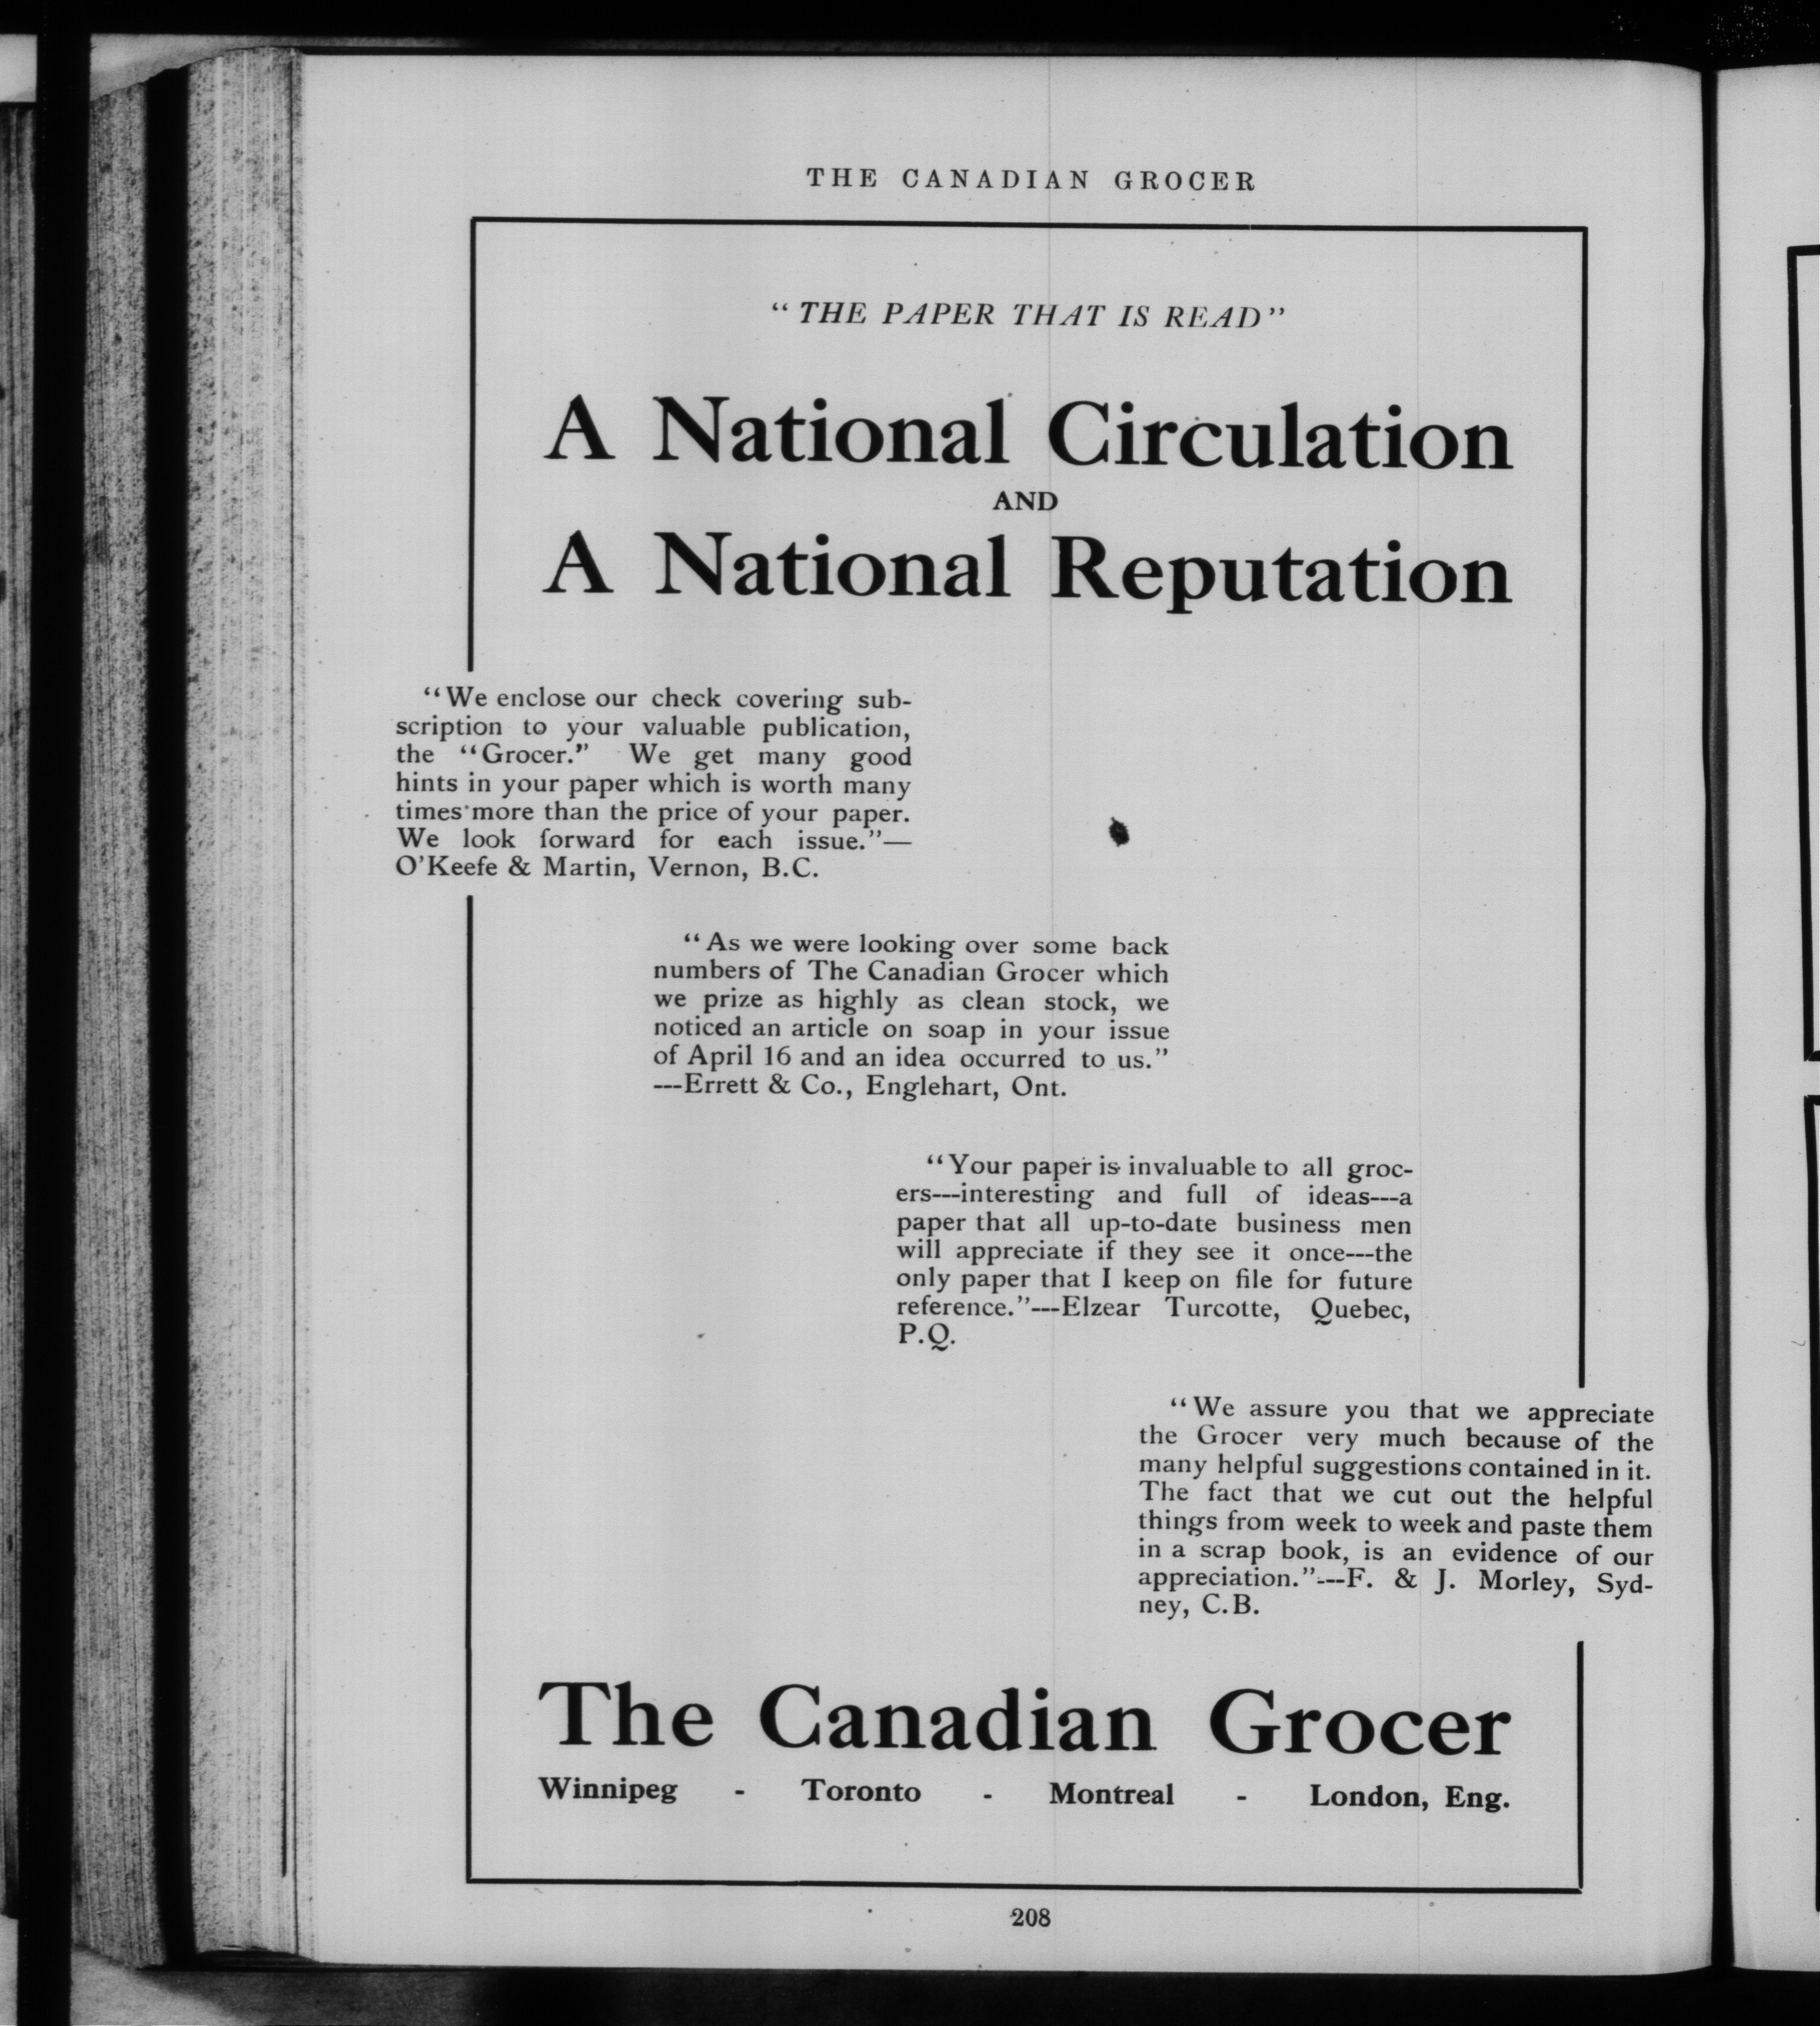 THE CANADIAN GROCER
“THE PAPER THAT IS READ”
A National Circulation
AND
A National Reputation
“We enclose our check covering sub-
scription to your valuable publication,
the “Grocer.” We get many good
hints in your paper which is worth many
times more than the price of your paper.
We look forward for each issue.”—
O'Keefe & Martin, Vernon, B.C.
“As we were looking over some back
numbers of The Canadian Grocer which
we prize as highly as clean stock, we
noticed an article on soap in your issue
of April 16 and an idea occurred to us.”
---Errett & Co., Englehart, Ont.
“Your paper is invaluable to all groc-
ers---interesting and full of ideas---a
paper that all up-to-date business men
will appreciate if they see it once---the
only paper that I keep on file for future
reference.”---Elzear Turcotte, Quebec,
P.Q.
“We assure you that we appreciate
the Grocer very much because of the
many helpful suggestions contained in it.
The fact that we cut out the helpful
things from week to week and paste them
in a scrap book, is an evidence of our
appreciation.”---F. & J. Morley, Syd-
ney, C.B.
The Canadian Grocer
Winnipeg - Toronto - Montreal - London, Eng.
208